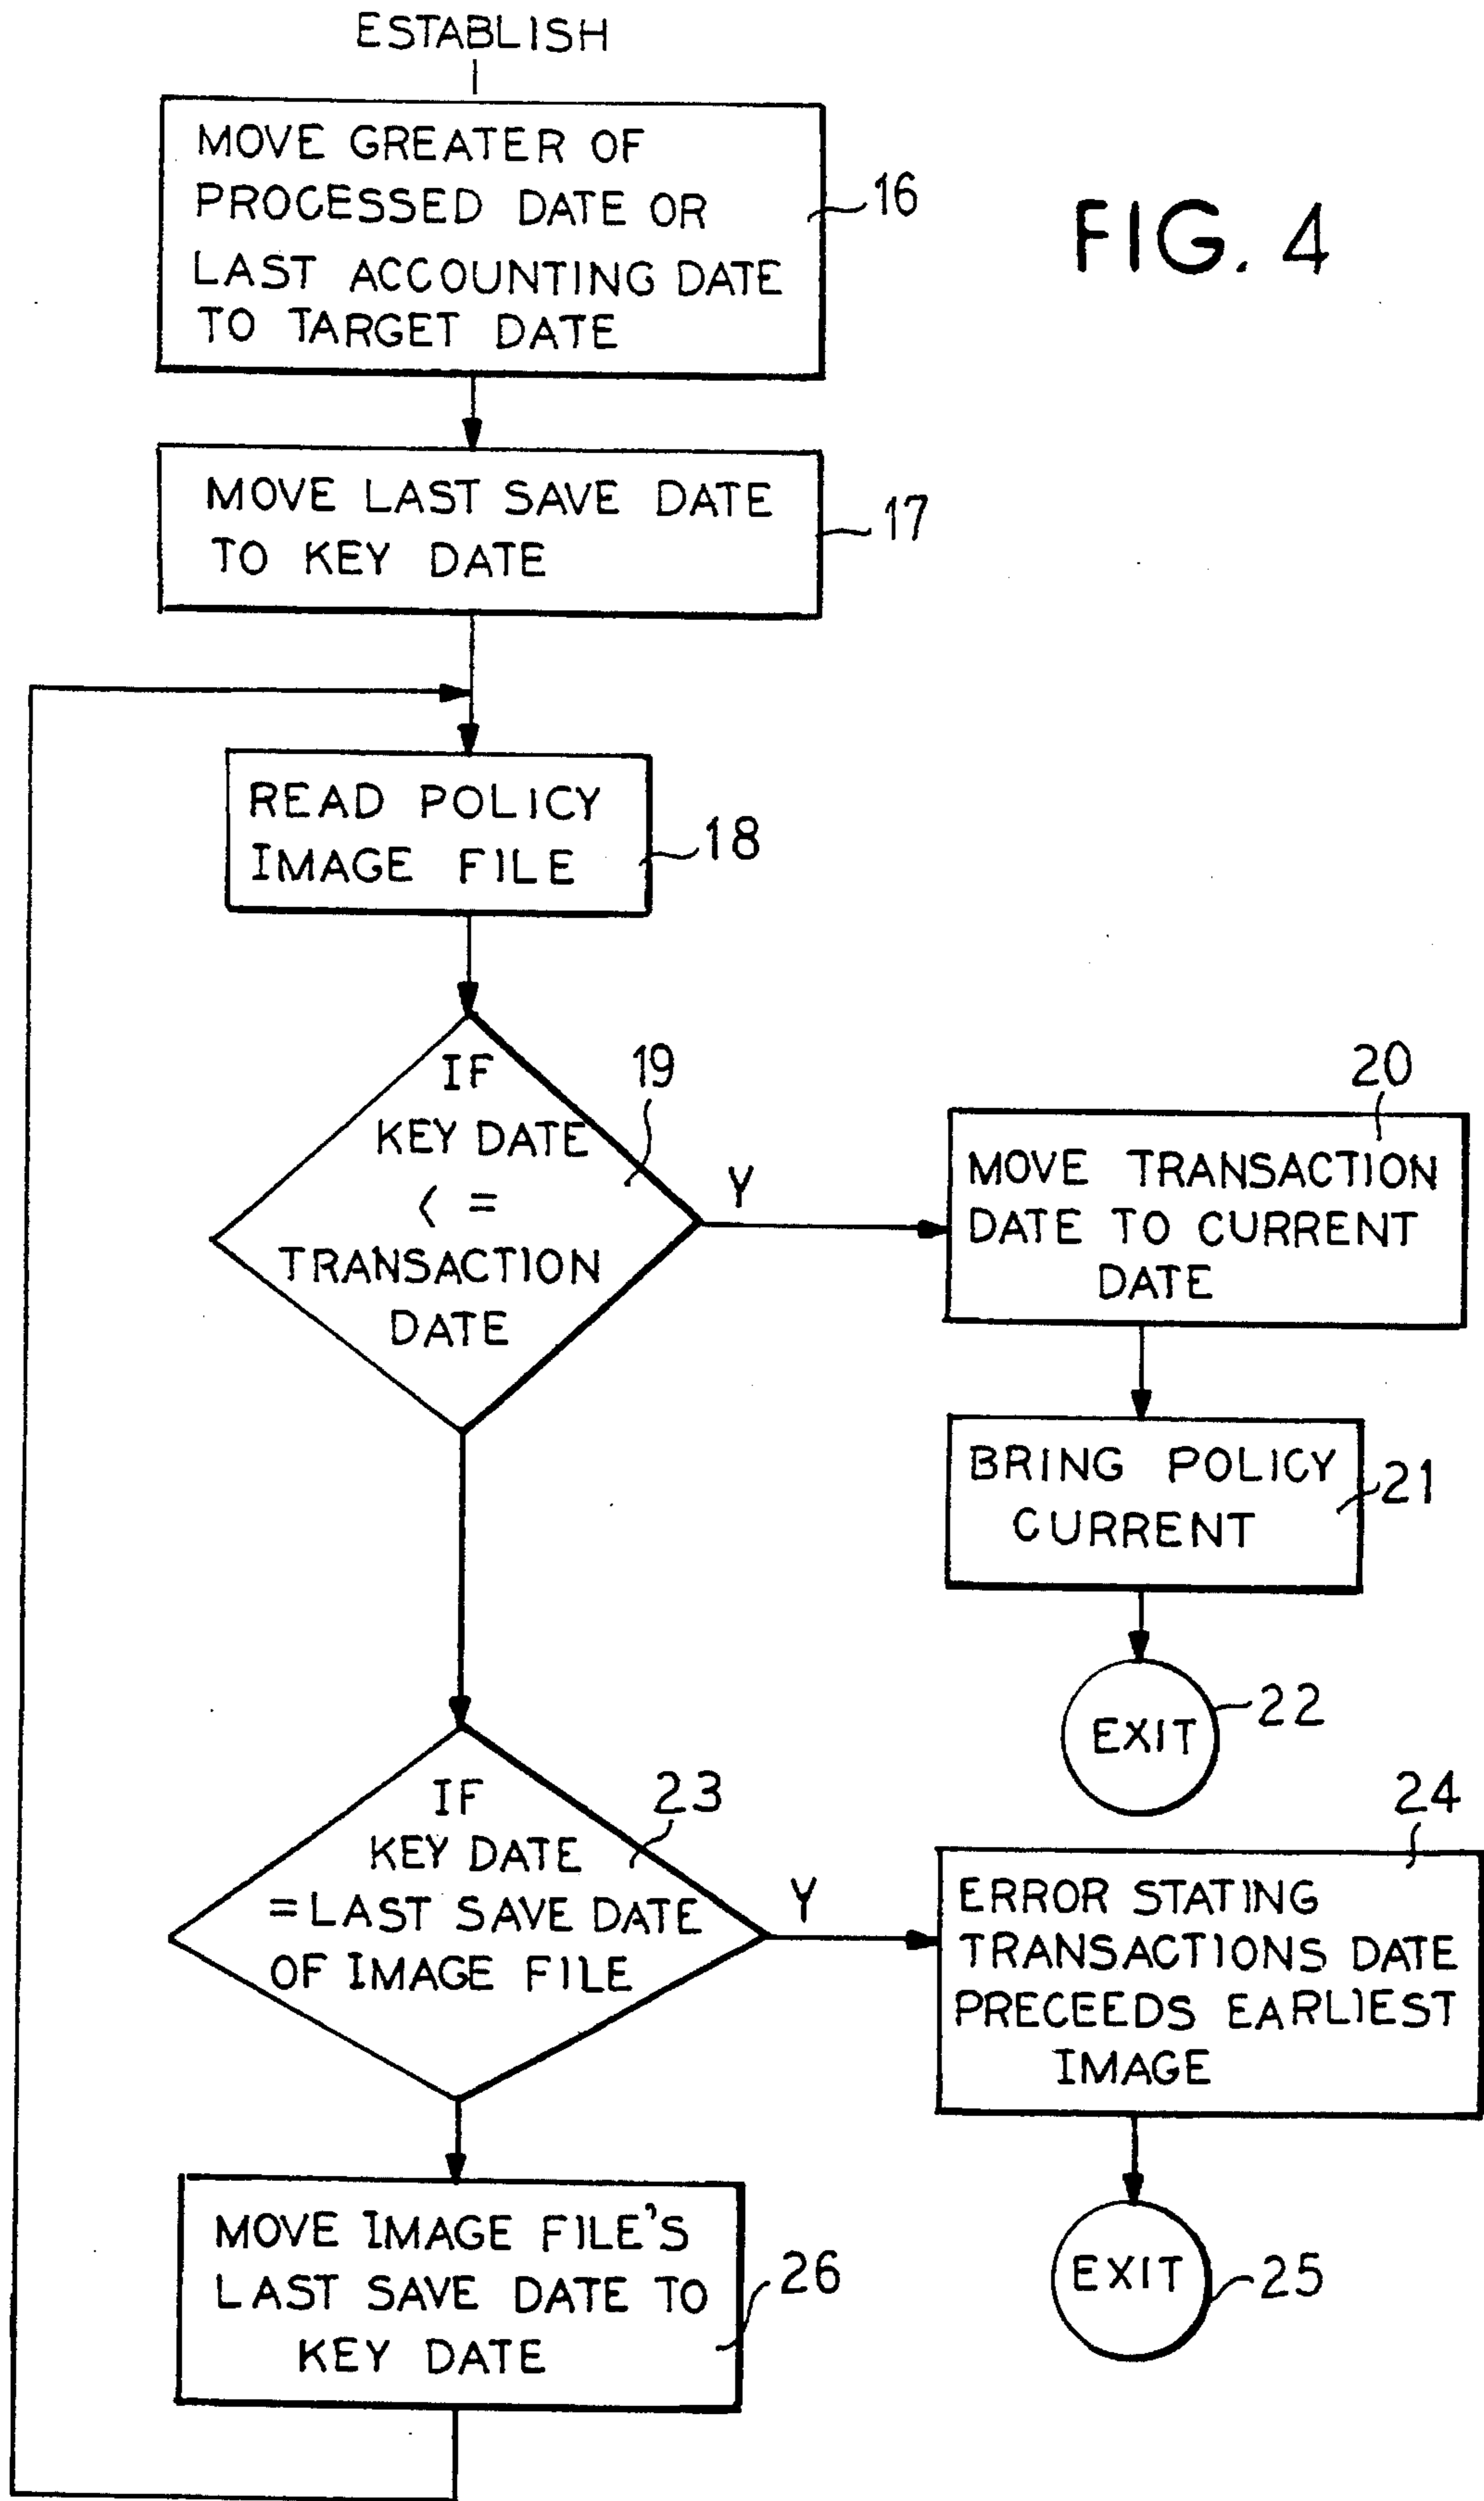 ESTABLISH
MOVE GREATER OF
PROCESSED DATE OR
LAST ACCOUNTING DATE
TO TARGET DATE
16
FIG. 4
MOVE LAST SAVE DATE
TO KEY DATE
17
READ POLICY
IMAGE FILE
18
IF
KEY DATE
< =
TRANSACTION
DATE
19
Y
20
MOVE TRANSACTION
DATE TO CURRENT
DATE
BRING POLICY
CURRENT
21
EXIT
22
IF
KEY DATE
= LAST SAVE DATE
OF IMAGE FILE
23
Y
24
ERROR STATING
TRANSACTIONS DATE
PRECEEDS EARLIEST
IMAGE
EXIT
25
MOVE IMAGE FILE'S
LAST SAVE DATE TO
KEY DATE
26